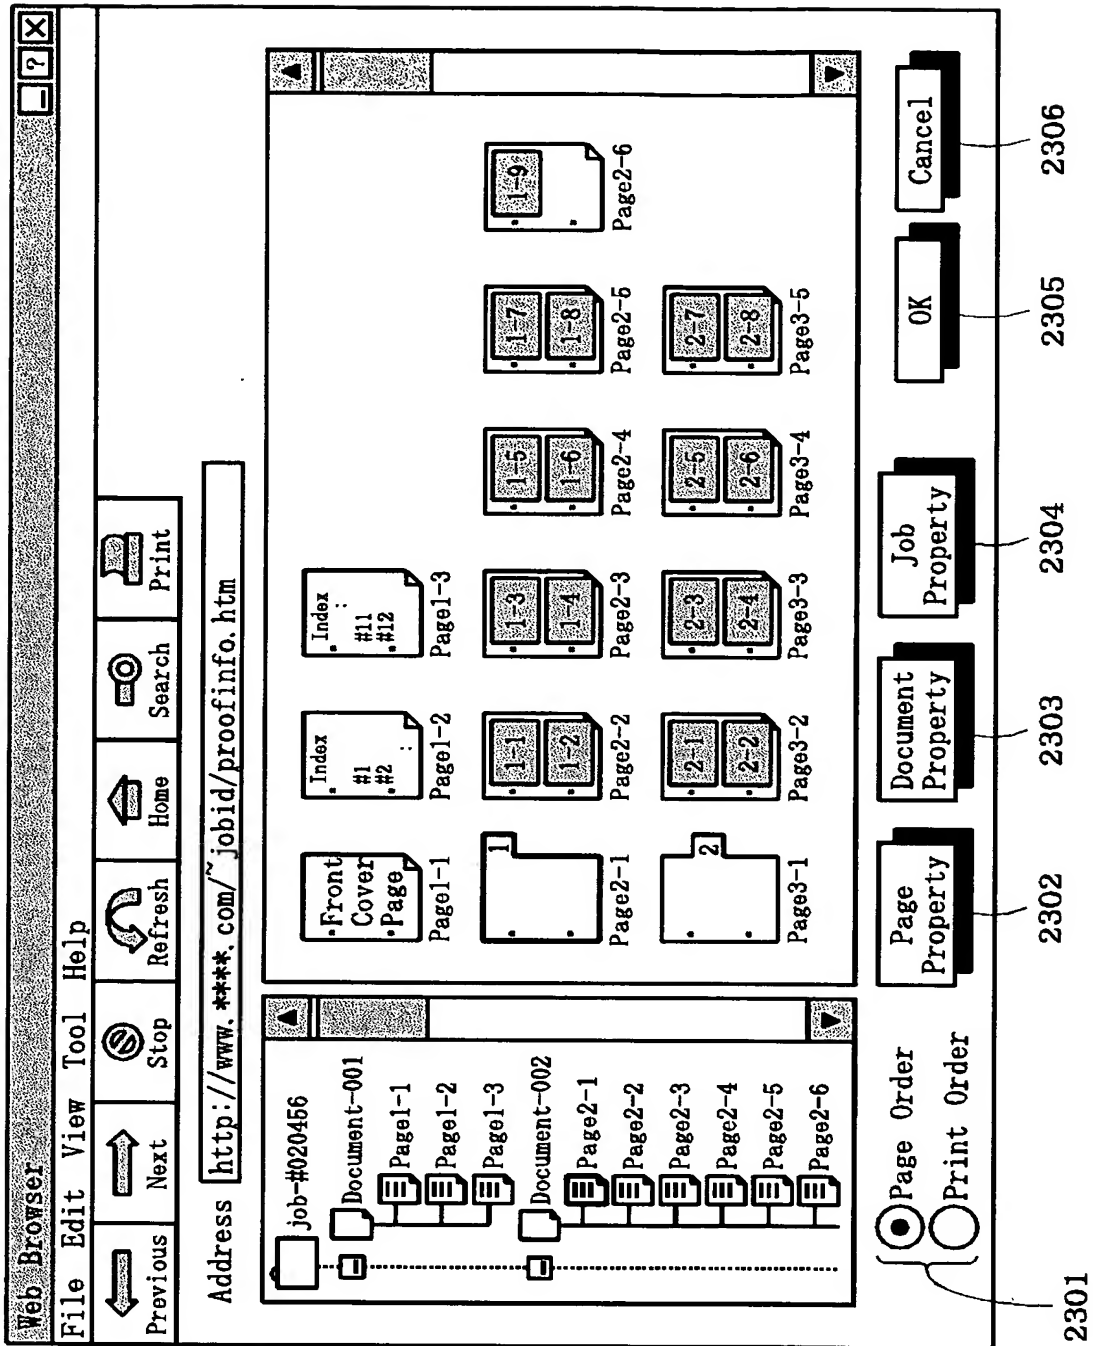 Web Browser
File Edit View Tool Help
Previous Next Stop Refresh Home Search Print
Address http://www.****.com/~jobid/proofinfo.htm
job-#020456
Document-001
Page1-1
Page1-2
Page1-3
Document-002
Page2-1
Page2-2
Page2-3
Page2-4
Page2-5
Page2-6
Front
Cover
Page
Page1-1
Index
#1
#2
:
Page1-2
Index
:
#11
#12
Page1-3
1
Page2-1
1-1
1-2
Page2-2
1-3
1-4
Page2-3
1-5
1-6
Page2-4
1-7
1-8
Page2-5
1-9
Page2-6
2
Page3-1
2-1
2-2
Page3-2
2-3
2-4
Page3-3
2-5
2-6
Page3-4
2-7
2-8
Page3-5
Page Order
Print Order
Page
Property
Document
Property
Job
Property
OK
Cancel
2301
2302
2303
2304
2305
2306